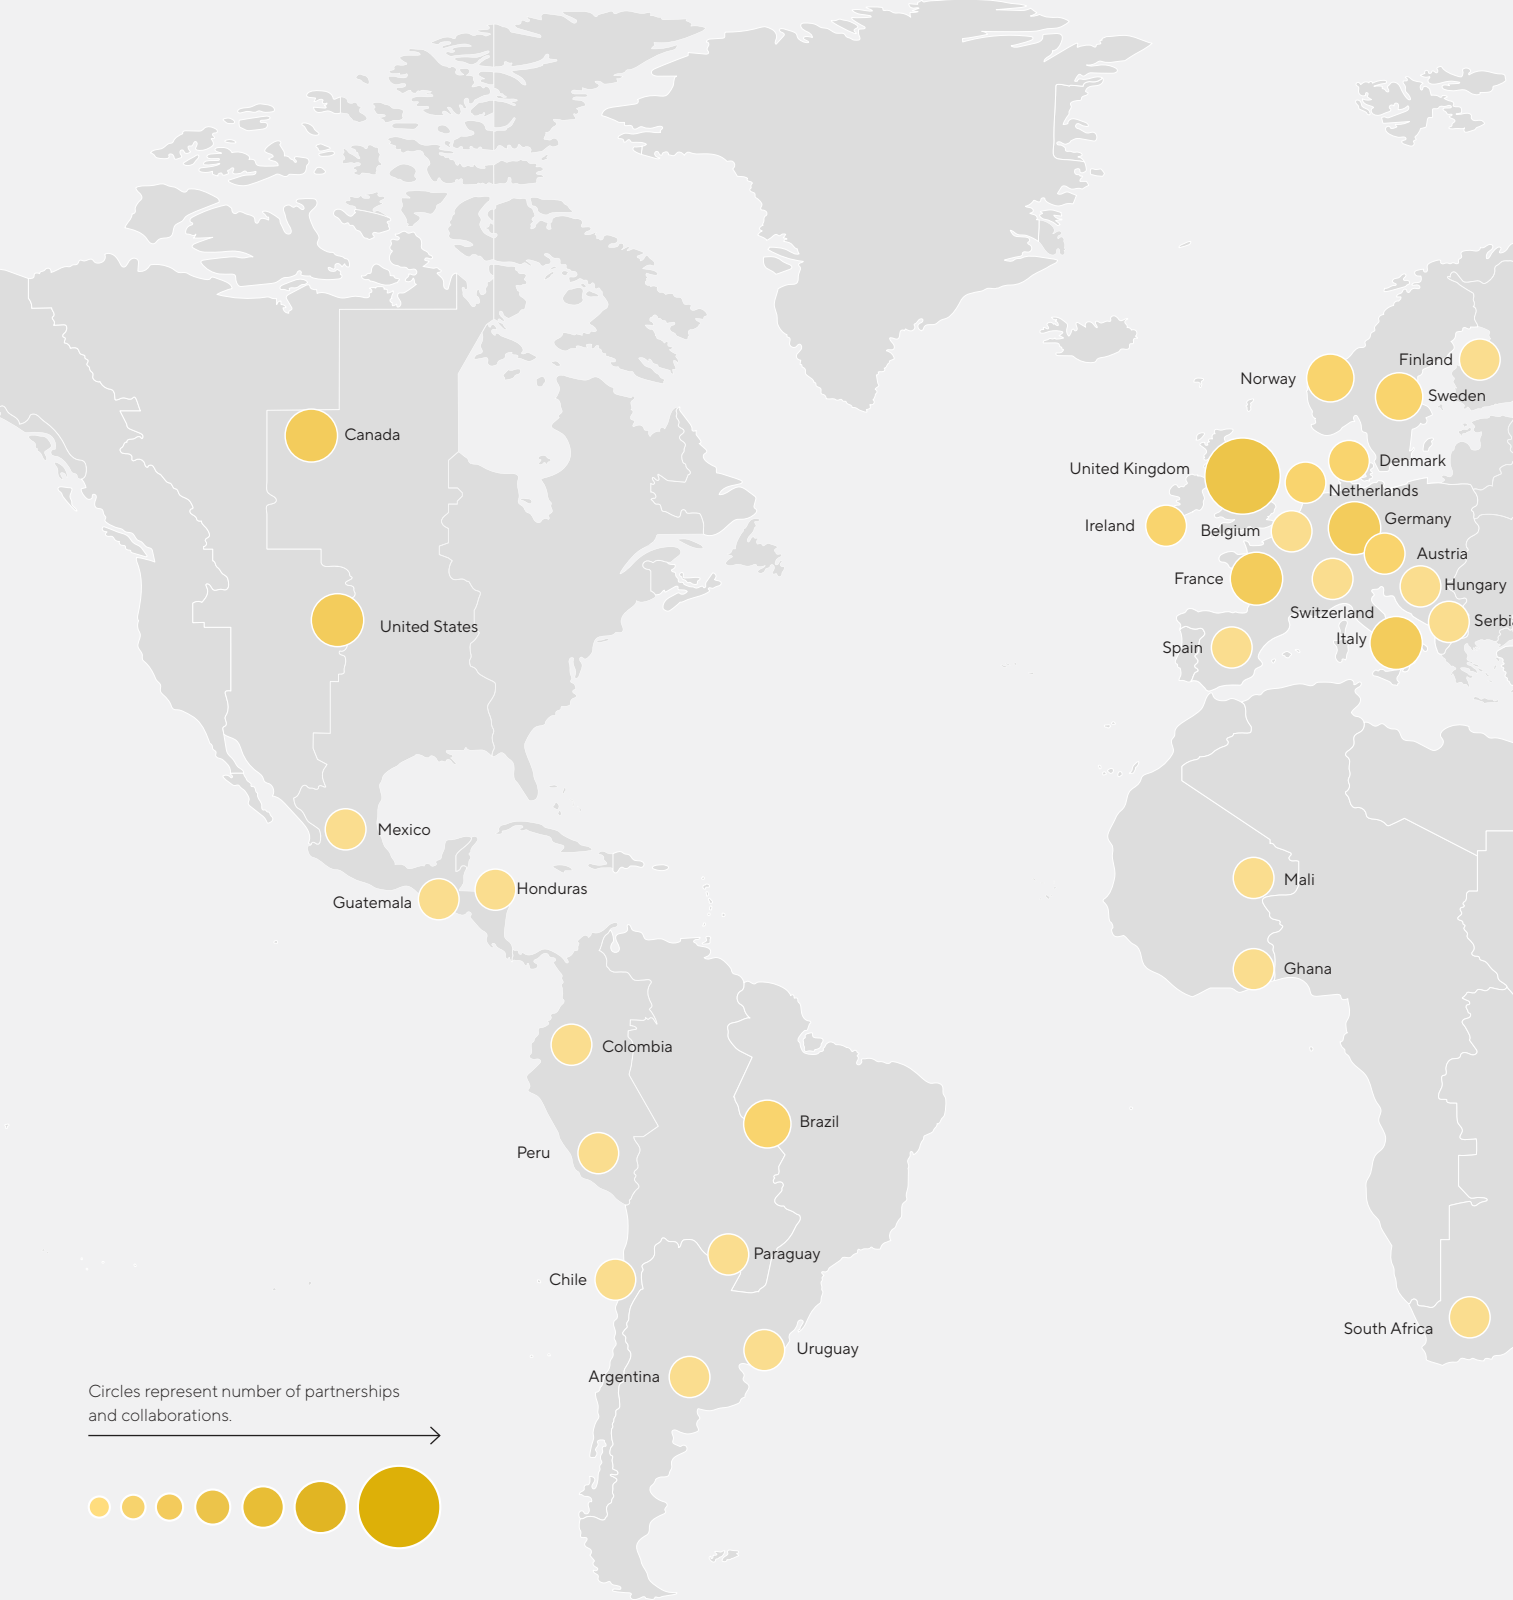 Finland
Norway
Sweden
Canada
Denmark
United Kingdom
Netherlands
Germany
Ireland
Belgium
Austria
France
Hungary
Switzerland
Serbi
United States
Italy
Spain
Mexico
Mali
Honduras
Guatemala
Ghana
Colombia
Brazil
Peru
Paraguay
Chile
South Africa
Uruguay
Argentina
Circles represent number of partnerships
and collaborations.